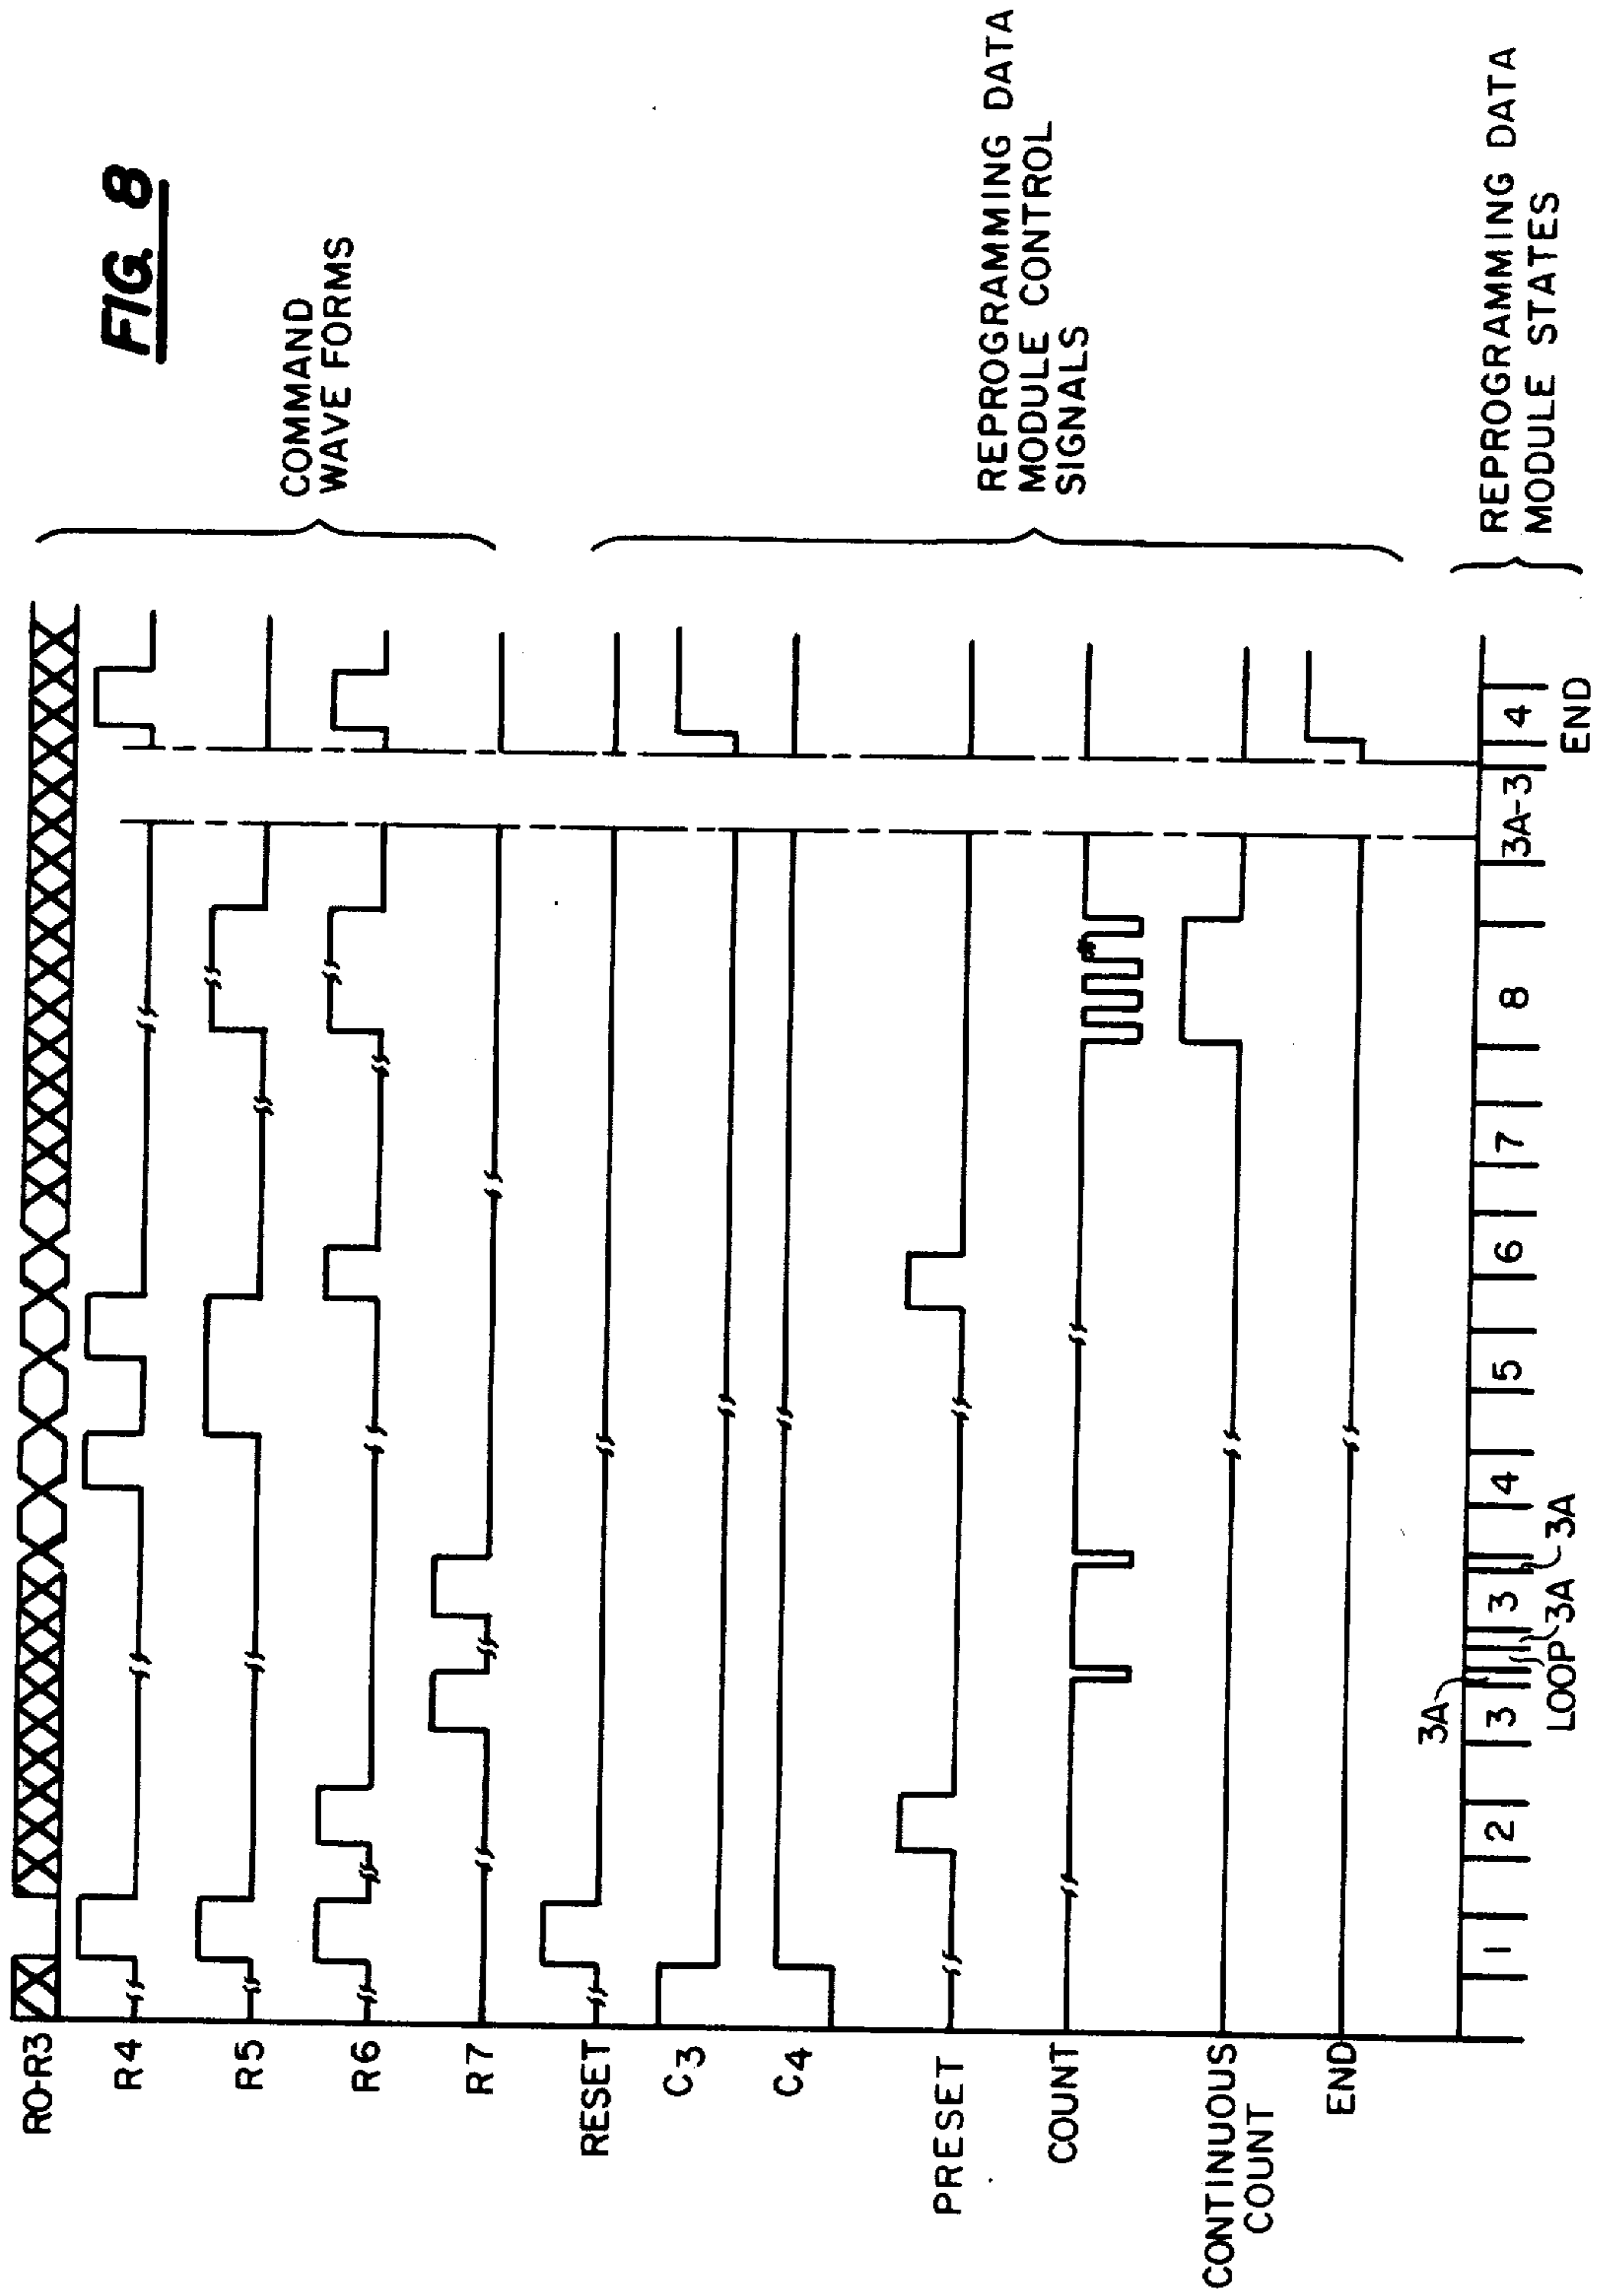 FIG. 8
R0-R3
R4
R5
R6
R7
RESET
C3
C4
PRESET
COUNT
CONTINUOUS
COUNT
END
COMMAND
WAVE FORMS
REPROGRAMMING DATA
MODULE CONTROL
SIGNALS
REPROGRAMMING DATA
MODULE STATES
3A
1 2 3 3 4 5 6 7 8 3A-3 4
LOOP 3A 3A END